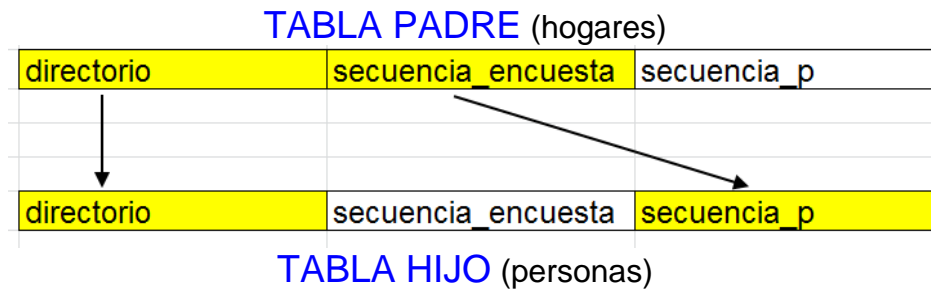 TABLA PADRE (hogares)
directorio secuencia_encuesta secuencia_p
directorio secuencia_encuesta secuencia_p
TABLA HIJO (personas)